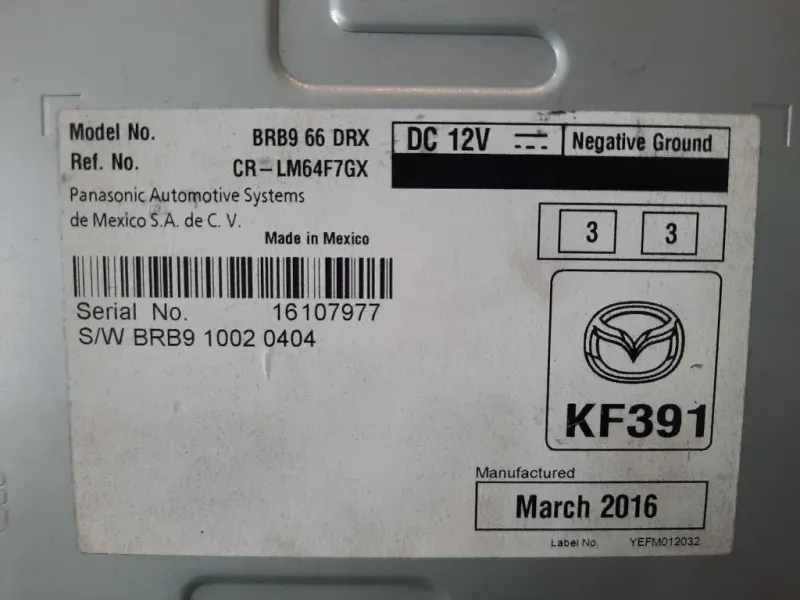 Model No. BRB9 66 DRX
Ref. No. CR-LM64F7GX
Panasonic Automotive Systems
de Mexico S.A. de C. V.
Made in Mexico
DC 12V Negative Ground
3 3
Serial No. 16107977
S/W BRB9 1002 0404
KF391
Manufactured
March 2016
Label No. YEFM012032